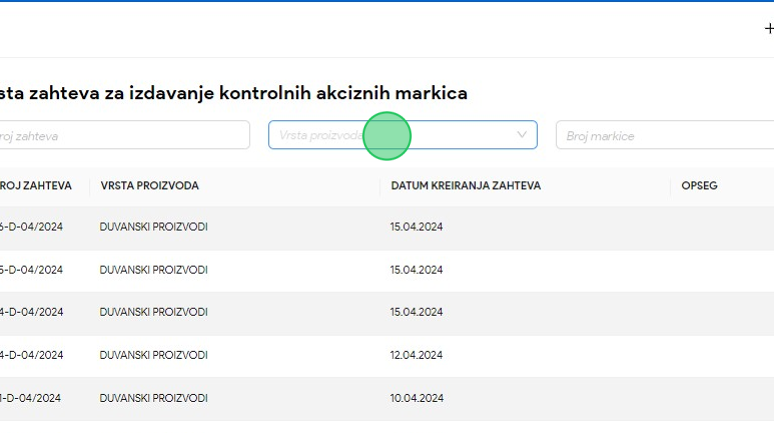 sta zahteva za izdavanje kontrolnih akciznih markica
roj zahteva Vrsta proizvoda Broj markice
ROJ ZAHTEVA VRSTA PROIZVODA DATUM KREIRANJA ZAHTEVA OPSEG
6-D-04/2024 DUVANSKI PROIZVODI 15.04.2024
5-D-04/2024 DUVANSKI PROIZVODI 15.04.2024
4-D-04/2024 DUVANSKI PROIZVODI 15.04.2024
4-D-04/2024 DUVANSKI PROIZVODI 12.04.2024
1-D-04/2024 DUVANSKI PROIZVODI 10.04.2024